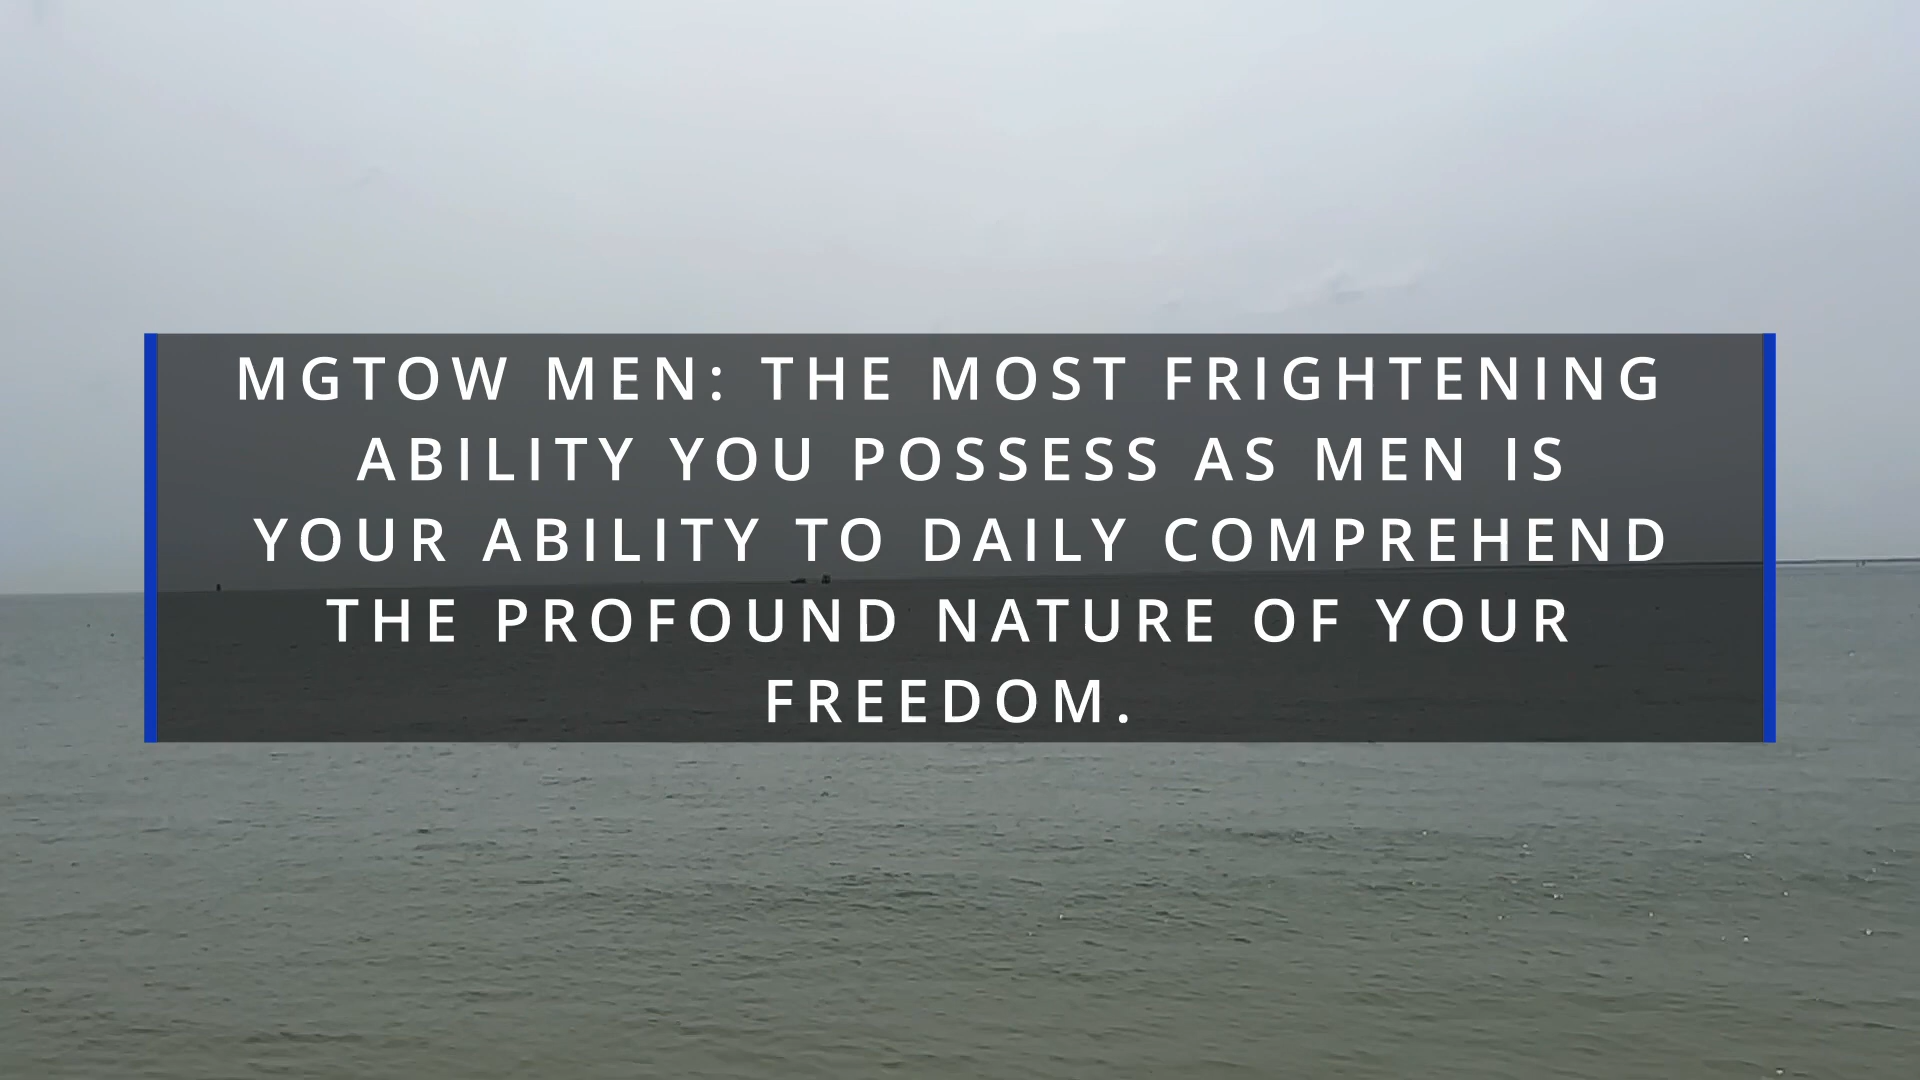 MGTOW MEN: THE MOST FRIGHTENING
ABILITY YOU POSSESS AS MEN IS
YOUR ABILITY TO DAILY COMPREHEND
THE PROFOUND NATURE OF YOUR
FREEDOM.